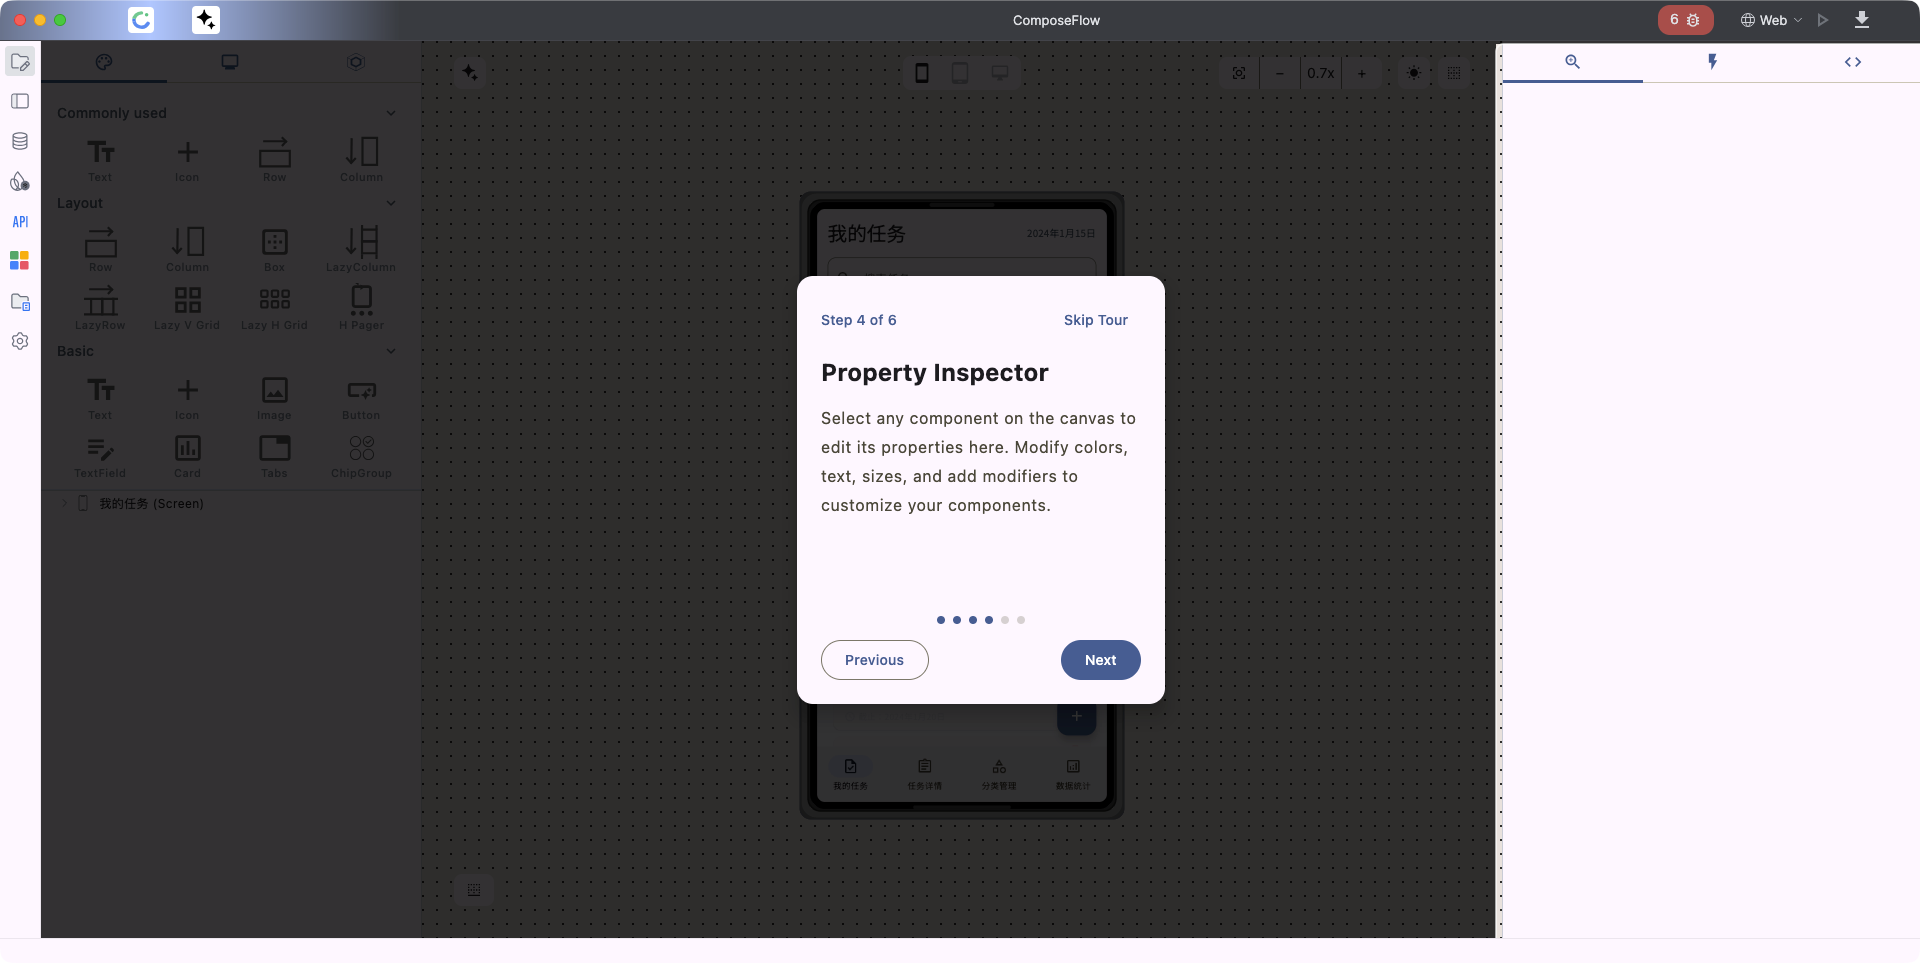 ComposeFlow
6
Web
API
Commonly used
Text
Icon
Row
Column
Layout
Row
Column
Box
LazyColumn
LazyRow
Lazy V Grid
Lazy H Grid
H Pager
Basic
Text
Icon
Image
Button
TextField
Card
Tabs
ChipGroup
我的任务 (Screen)
0.7x
我的任务
2024年1月15日
Step 4 of 6
Skip Tour
Property Inspector
Select any component on the canvas to
edit its properties here. Modify colors,
text, sizes, and add modifiers to
customize your components.
Previous
Next
我的任务
任务详情
分类管理
数据统计